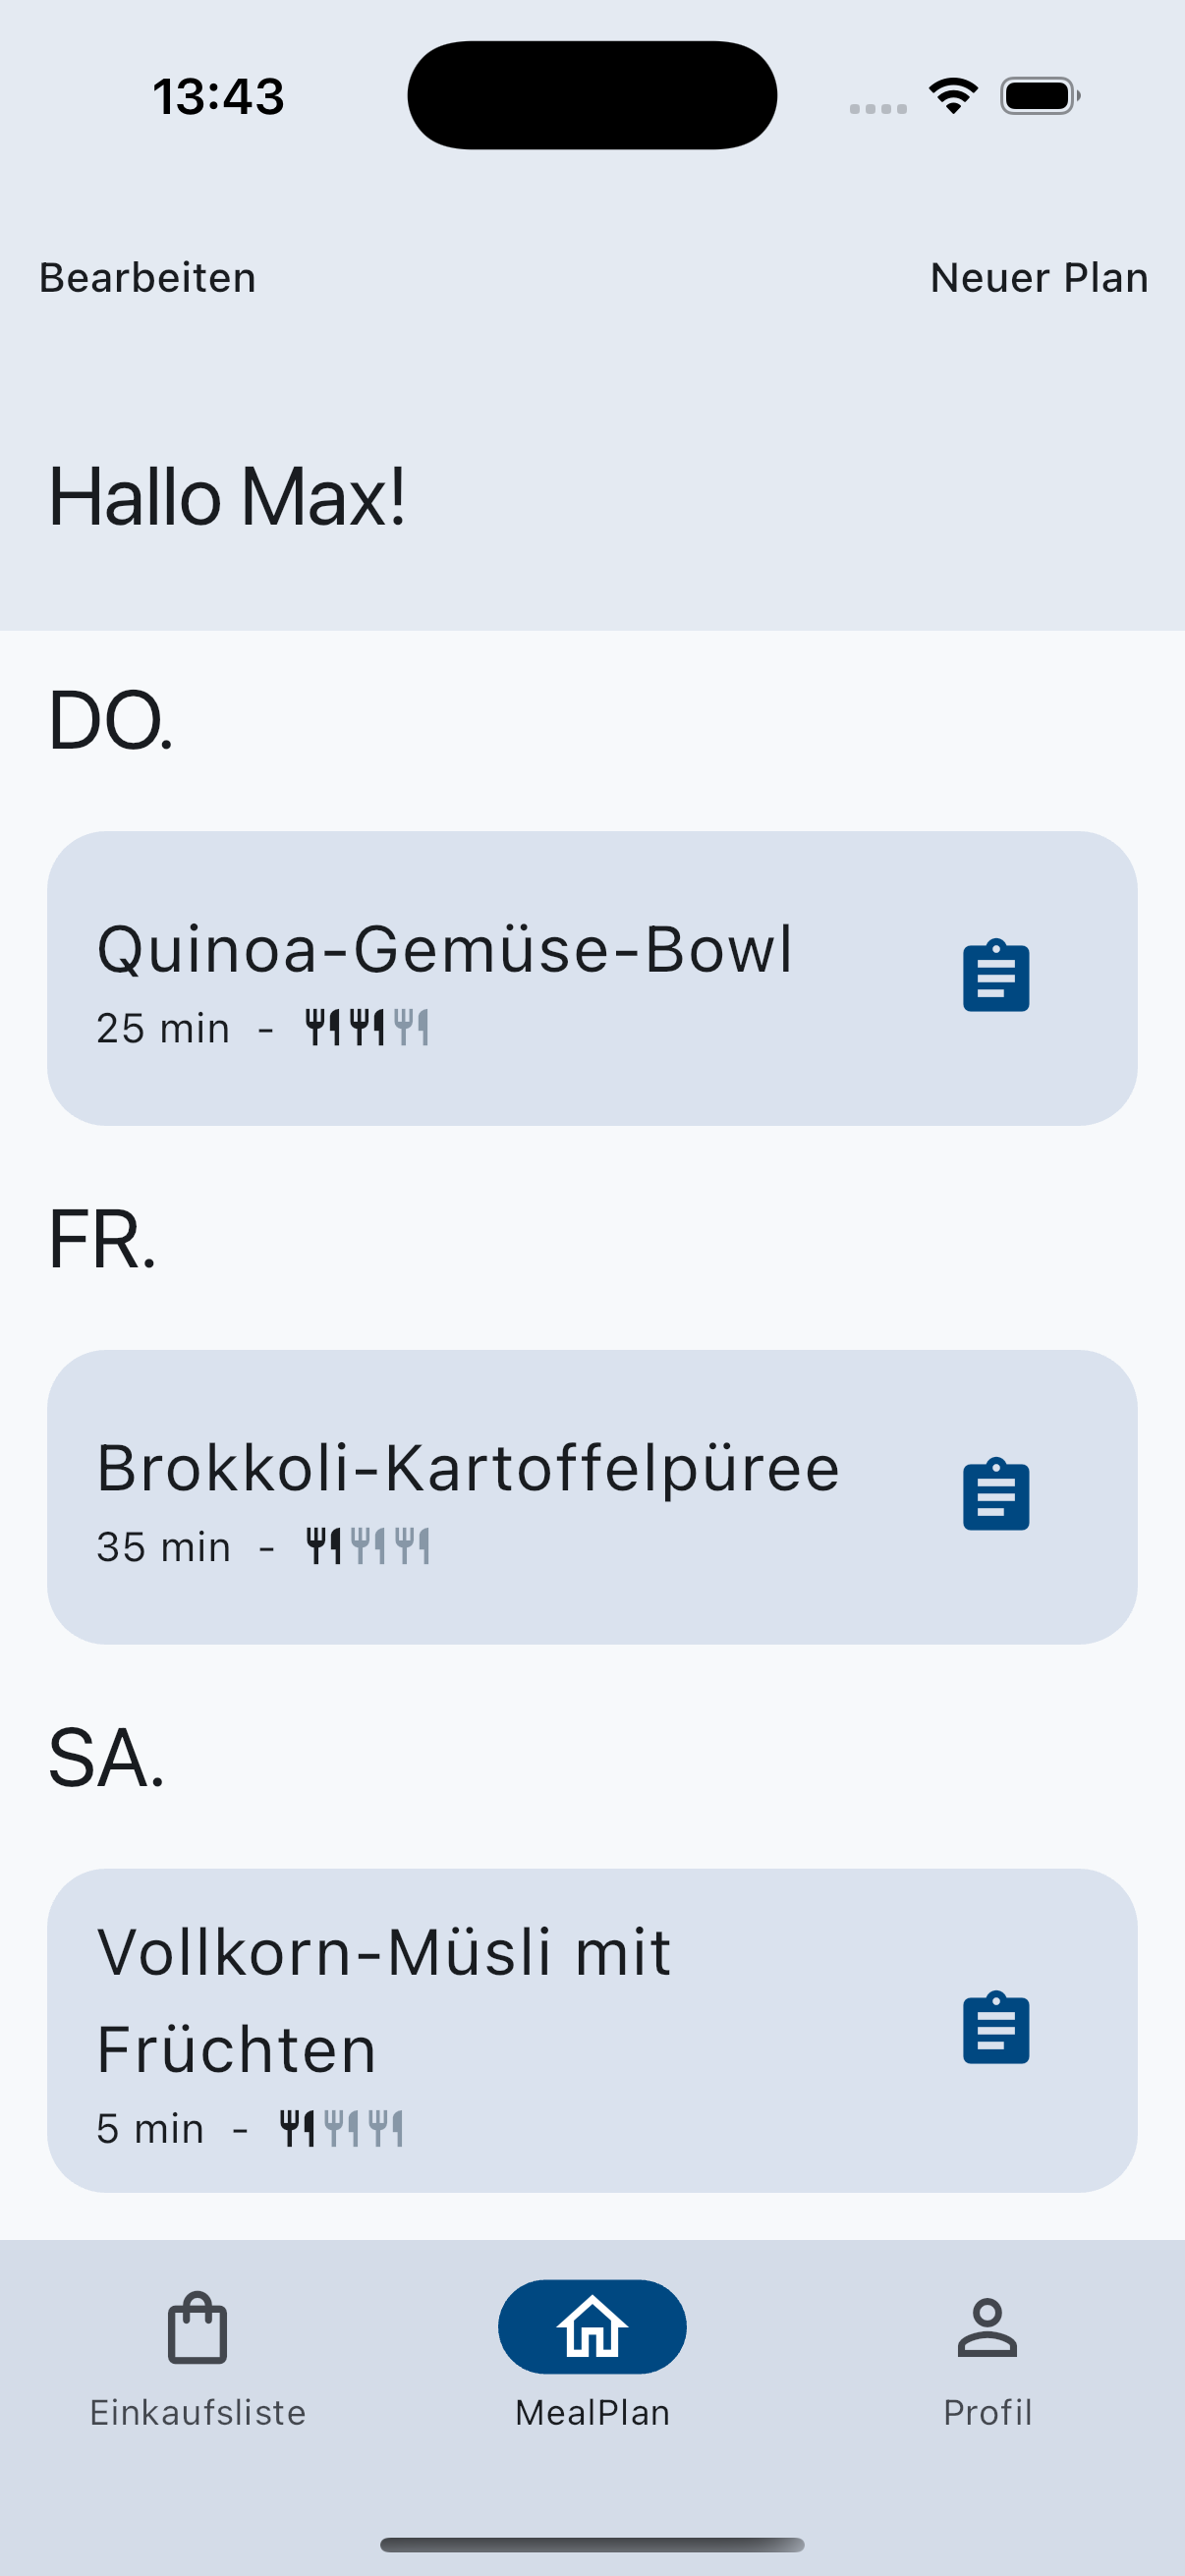 13:43
Bearbeiten
Neuer Plan
Hallo Max!
DO.
Quinoa-Gemüse-Bowl
25 min -
FR.
Brokkoli-Kartoffelpüree
35 min -
SA.
Vollkorn-Müsli mit
Früchten
5 min -
Einkaufsliste
MealPlan
Profil